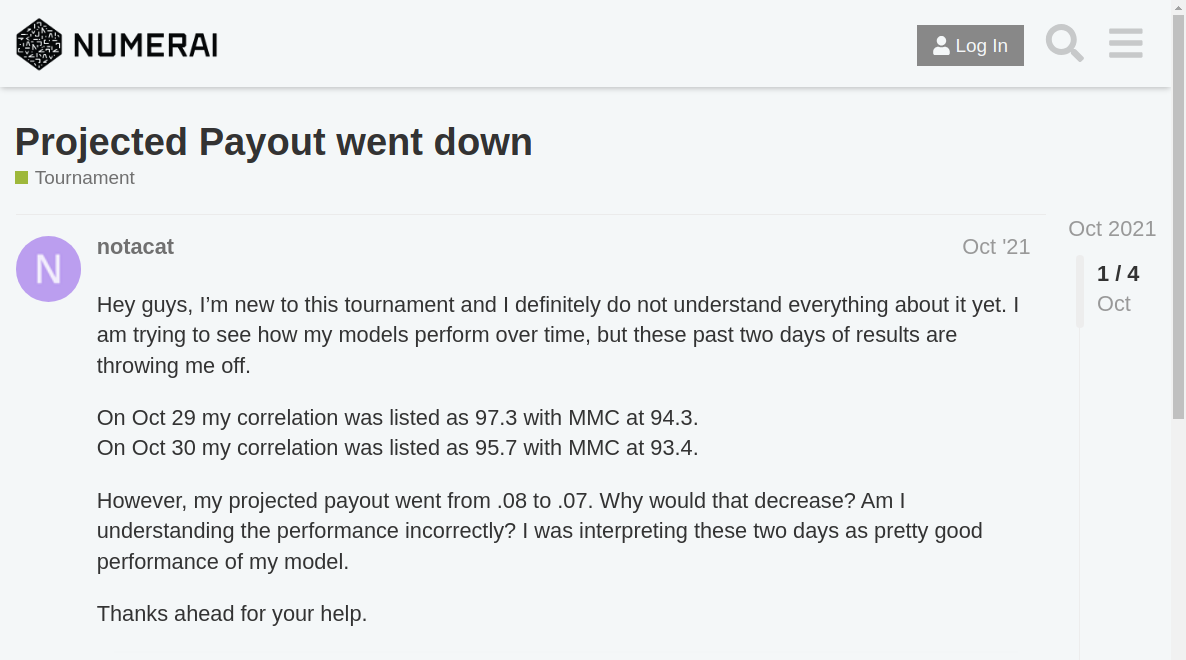 NUMERAI
Log In
Projected Payout went down
Tournament
Oct 2021
N
notacat
Oct '21
1 / 4
Oct
Hey guys, I’m new to this tournament and I definitely do not understand everything about it yet. I
am trying to see how my models perform over time, but these past two days of results are
throwing me off.
On Oct 29 my correlation was listed as 97.3 with MMC at 94.3.
On Oct 30 my correlation was listed as 95.7 with MMC at 93.4.
However, my projected payout went from .08 to .07. Why would that decrease? Am I
understanding the performance incorrectly? I was interpreting these two days as pretty good
performance of my model.
Thanks ahead for your help.